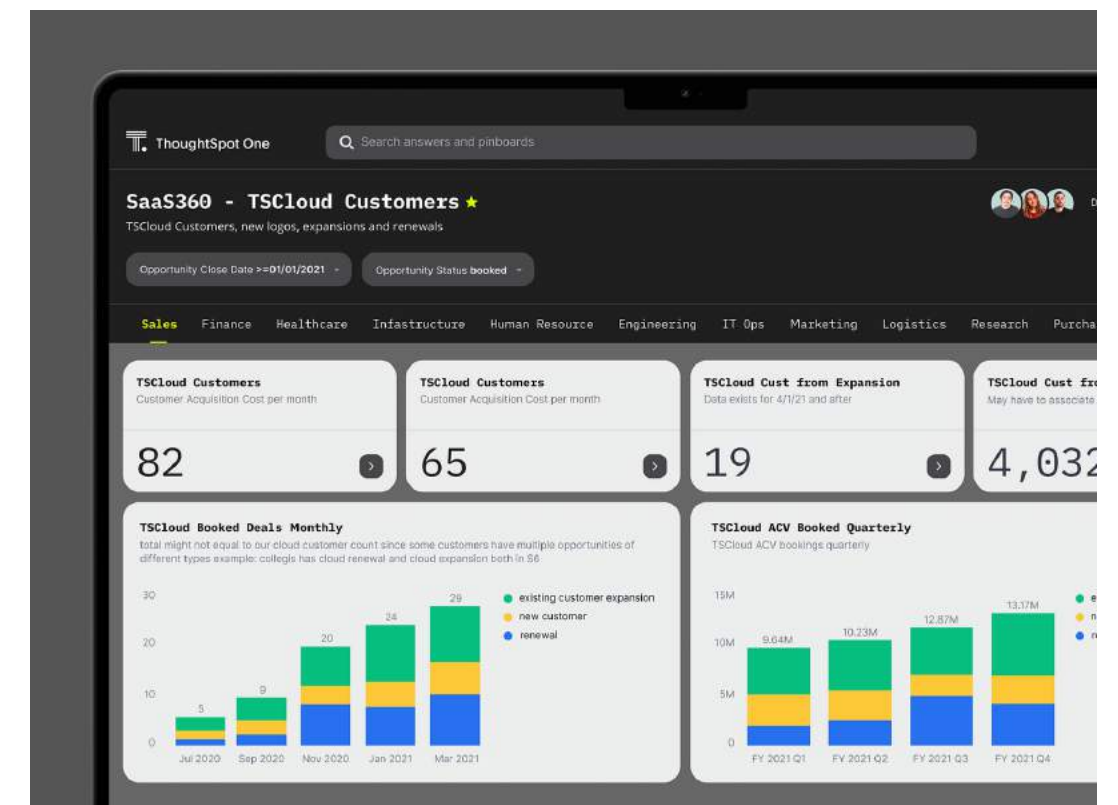 ThoughtSpot One
Search answers and pinboards
SaaS360 - TSCloud Customers
TSCloud Customers, new logos, expansions and renewals
D
Opportunity Close Date >=01/01/2021
Opportunity Status booked
Sales Finance Healthcare Infastructure Human Resource Engineering IT Ops Marketing Logistics Research Purcha
TSCloud Customers
Customer Acquisition Cost per month
82
TSCloud Customers
Customer Acquisition Cost per month
65
TSCloud Cust from Expansion
Data exists for 4/1/21 and after
19
TSCloud Cust fro
May have to associate
4,032
TSCloud Booked Deals Monthly
total might not equal to our cloud customer count since some customers have multiple opportunities of
different types example: collegis has cloud renewal and cloud expansion both in S6
30
20
10
0
5
9
20
24
29
Jul 2020 Sep 2020 Nov 2020 Jan 2021 Mar 2021
existing customer expansion
new customer
renewal
TSCloud ACV Booked Quarterly
TSCloud ACV bookings quarterly
15M
10M
5M
0
9.64M
10.23M
12.87M
13.17M
FY 2021 Q1 FY 2021 Q2 FY 2021 Q3 FY 2021 Q4
e
n
r